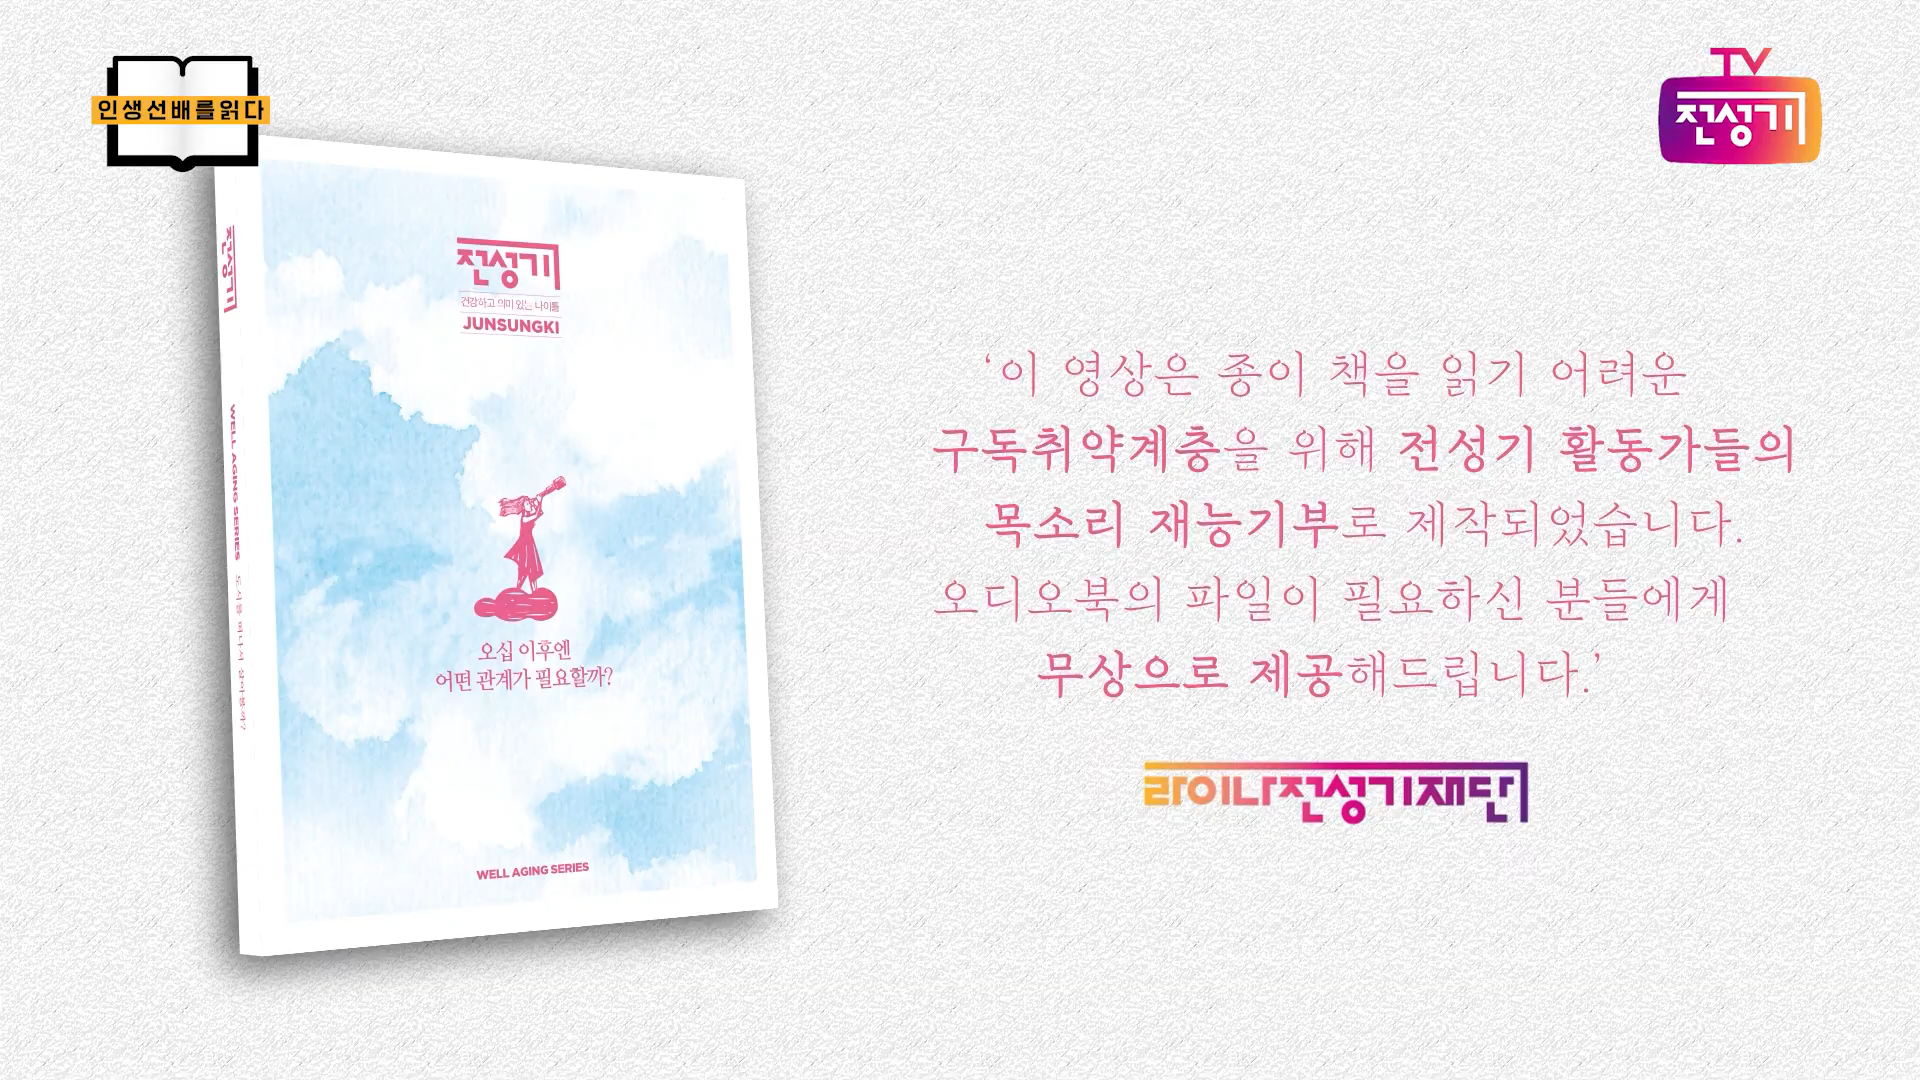 인생선배를읽다
TV
전성기
전성기
건강하고 의미 있는 나이듦
JUNSUNGKI
오십 이후엔
어떤 관계가 필요할까?
WELL AGING SERIES
전성기
WELL AGING SERIES
‘이 영상은 종이 책을 읽기 어려운
구독취약계층을 위해 전성기 활동가들의
목소리 재능기부로 제작되었습니다.
오디오북의 파일이 필요하신 분들에게
무상으로 제공해드립니다.’
라이나전성기재단